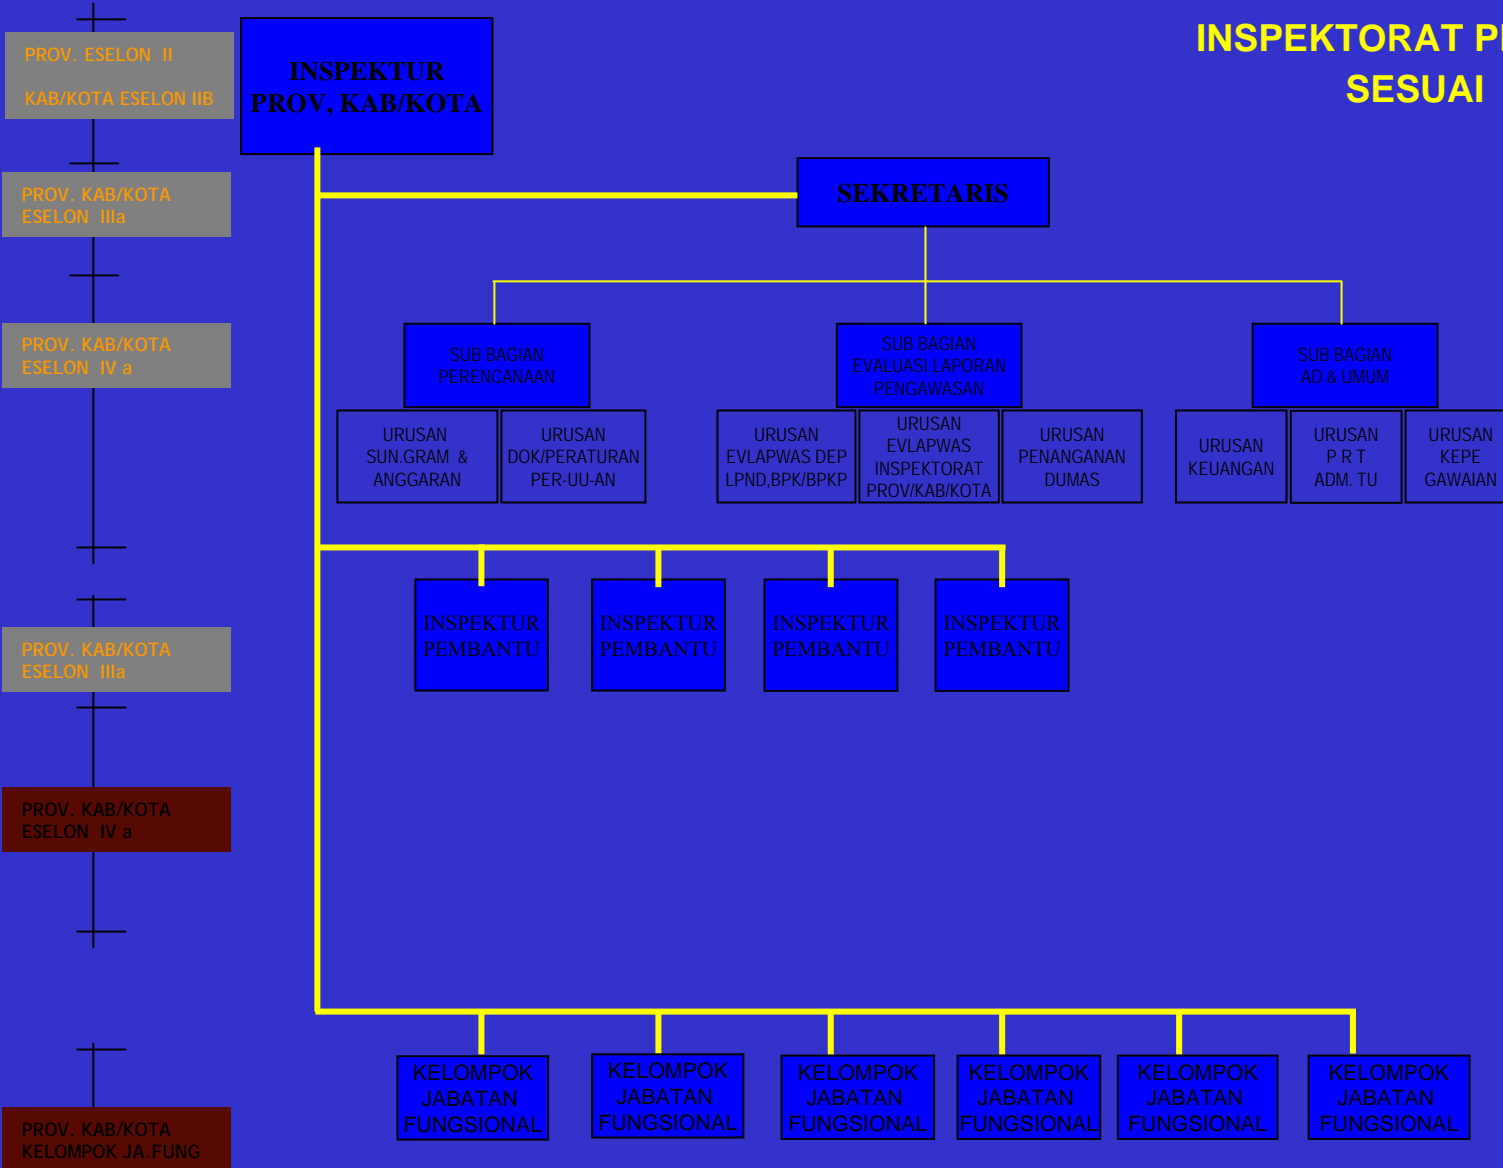 INSPEKTORAT
SESUAI
PROV. ESELON II
KAB/KOTA ESELON IIB
INSPEKTUR
PROV, KAB/KOTA
PROV. KAB/KOTA
ESELON IIIa
SEKRETARIS
PROV. KAB/KOTA
ESELON IV a
SUB BAGIAN
PERENCANAAN
SUB BAGIAN
EVALUASI LAPORAN
PENGAWASAN
SUB BAGIAN
AD & UMUM
URUSAN
SUN.GRAM &
ANGGARAN
URUSAN
DOK/PERATURAN
PER-UU-AN
URUSAN
EVLAPWAS DEP
LPND,BPK/BPKP
URUSAN
EVLAPWAS
INSPEKTORAT
PROV/KAB/KOTA
URUSAN
PENANGANAN
DUMAS
URUSAN
KEUANGAN
URUSAN
P R T
ADM. TU
URUSAN
KEPE
GAWAIAN
PROV. KAB/KOTA
ESELON IIIa
INSPEKTUR
PEMBANTU
INSPEKTUR
PEMBANTU
INSPEKTUR
PEMBANTU
INSPEKTUR
PEMBANTU
PROV. KAB/KOTA
ESELON IV a
PROV. KAB/KOTA
KELOMPOK JA.FUNG
KELOMPOK
JABATAN
FUNGSIONAL
KELOMPOK
JABATAN
FUNGSIONAL
KELOMPOK
JABATAN
FUNGSIONAL
KELOMPOK
JABATAN
FUNGSIONAL
KELOMPOK
JABATAN
FUNGSIONAL
KELOMPOK
JABATAN
FUNGSIONAL